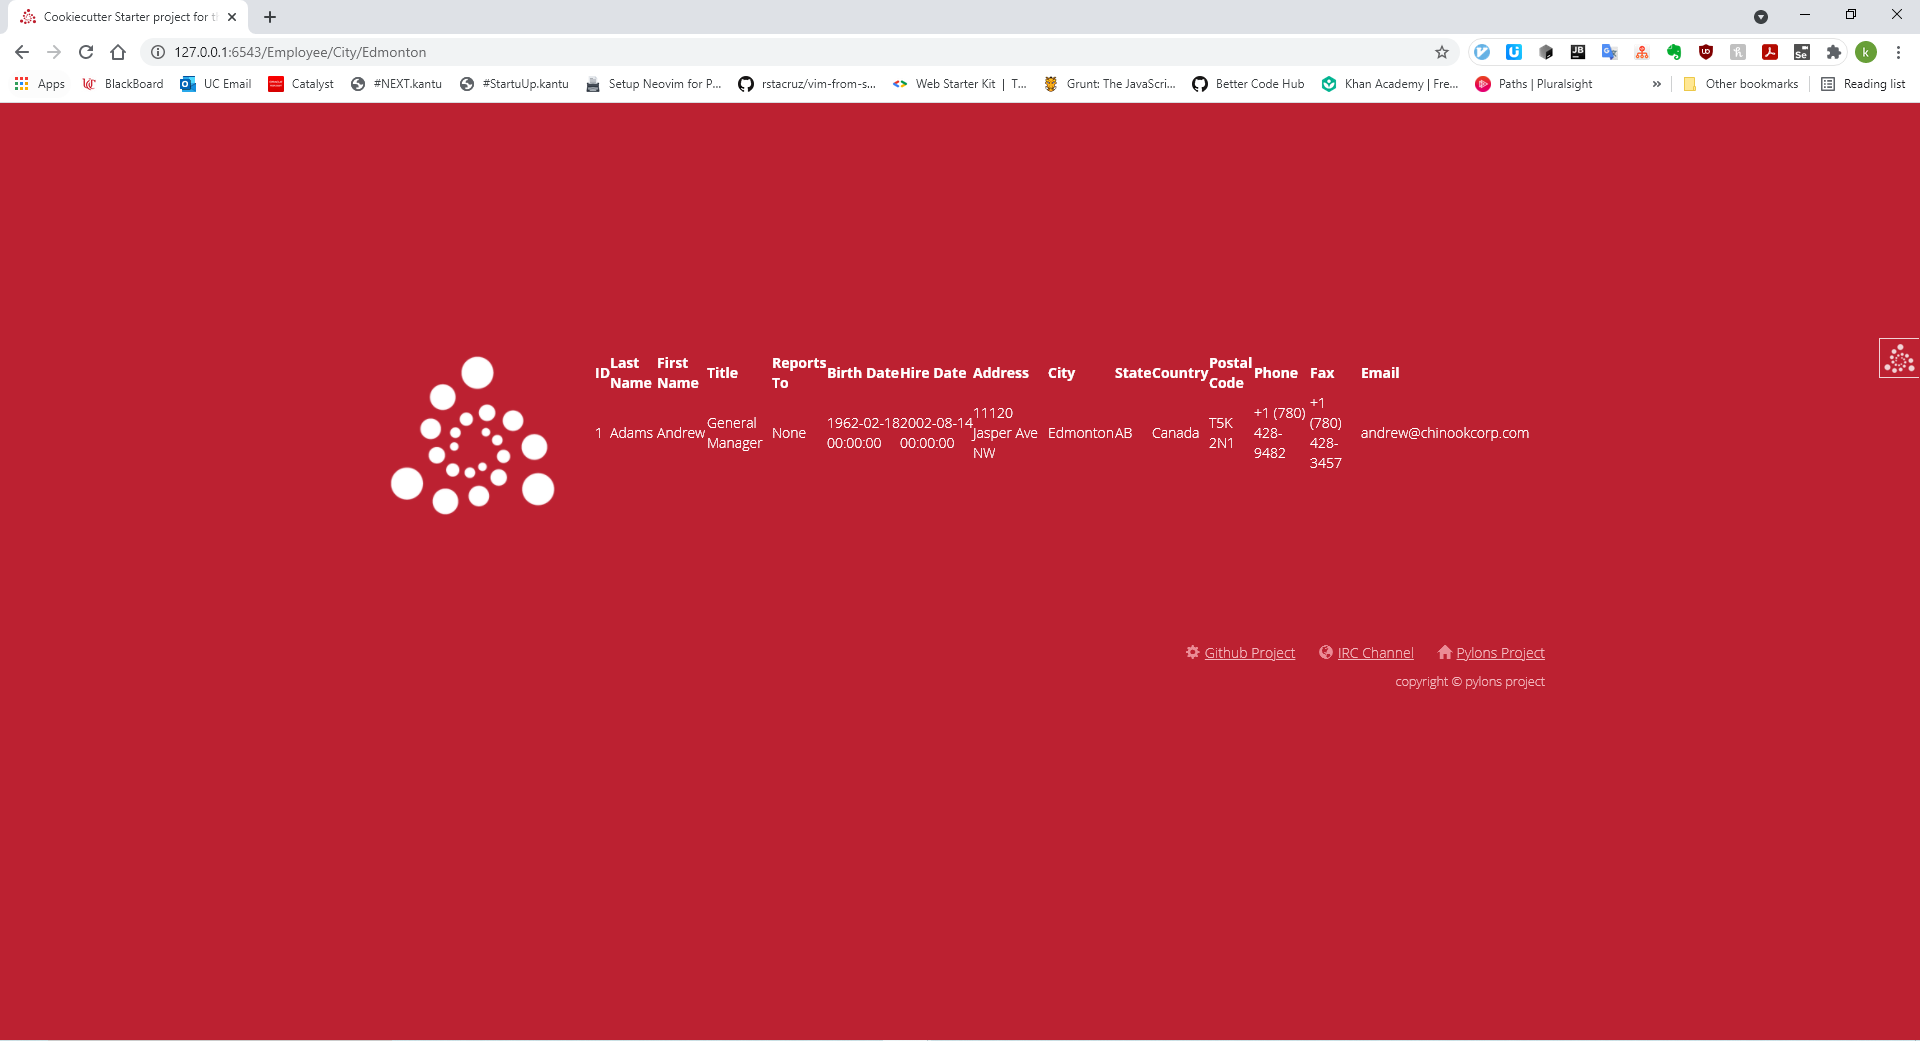 Cookiecutter Starter project for t
127.0.0.1:6543/Employee/City/Edmonton
Apps BlackBoard UC Email Catalyst #NEXT.kantu #StartuUp.kantu Setup Neovim for P... rstacruz/vim-from-s... Web Starter Kit | T... Grunt: The JavaScri... Better Code Hub Khan Academy | Fre... Paths | Pluralsight » Other bookmarks Reading list
ID Last Name First Name Title Reports To Birth Date Hire Date Address City State Country Postal Code Phone Fax Email
1 Adams Andrew General Manager None 1962-02-18 00:00:00 2002-08-14 00:00:00 11120 Jasper Ave NW Edmonton AB Canada T5K 2N1 +1 (780) 428-9482 +1 (780) 428-3457 andrew@chinookcorp.com
Github Project IRC Channel Pylons Project
copyright © pylons project